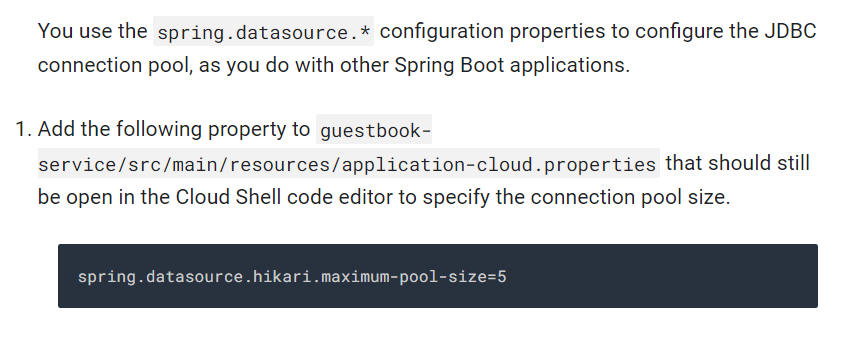 You use the spring.datasource.* configuration properties to configure the JDBC
connection pool, as you do with other Spring Boot applications.
1. Add the following property to guestbook-
service/src/main/resources/application-cloud.properties that should still
be open in the Cloud Shell code editor to specify the connection pool size.
spring.datasource.hikari.maximum-pool-size=5